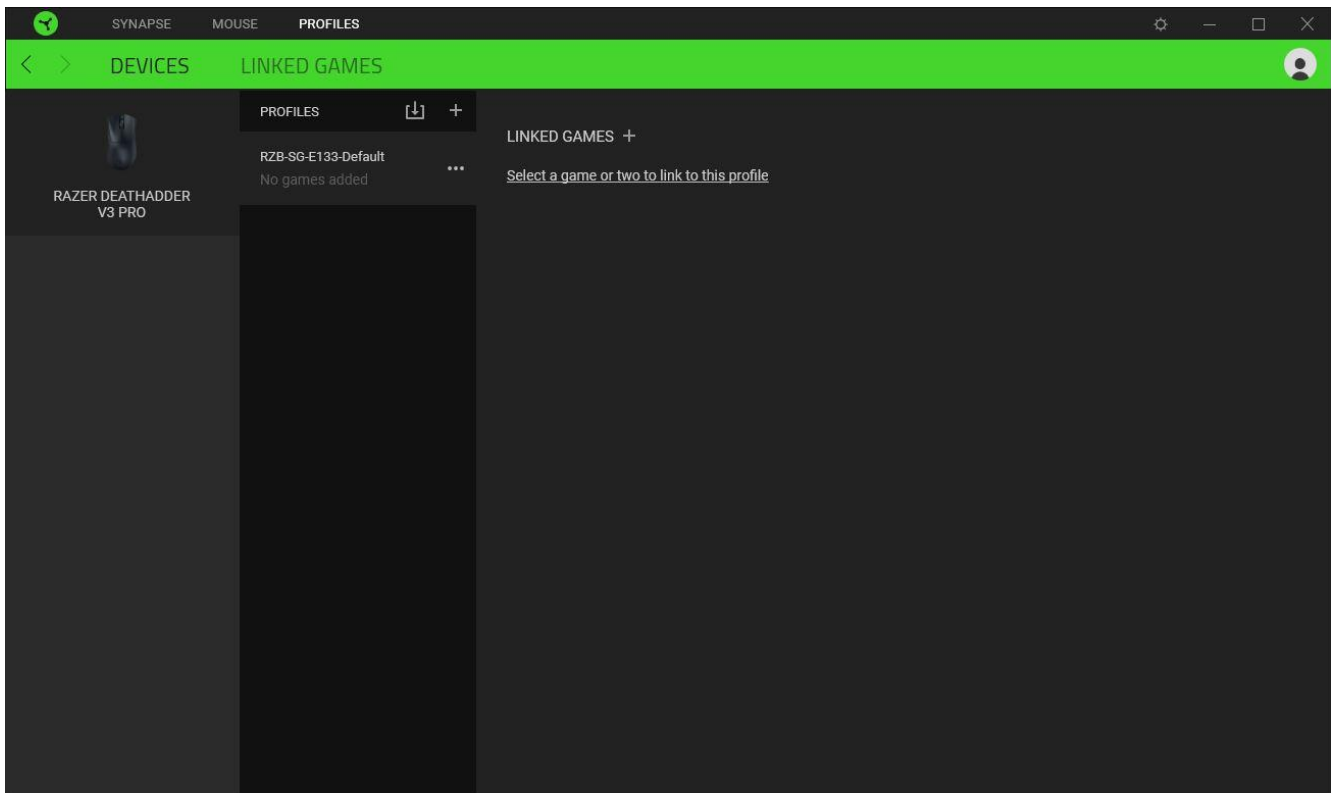 SYNAPSE MOUSE PROFILES
DEVICES LINKED GAMES
RAZER DEATHADDER
V3 PRO
PROFILES
RZB-SG-E133-Default
No games added
LINKED GAMES
Select a game or two to link to this profile